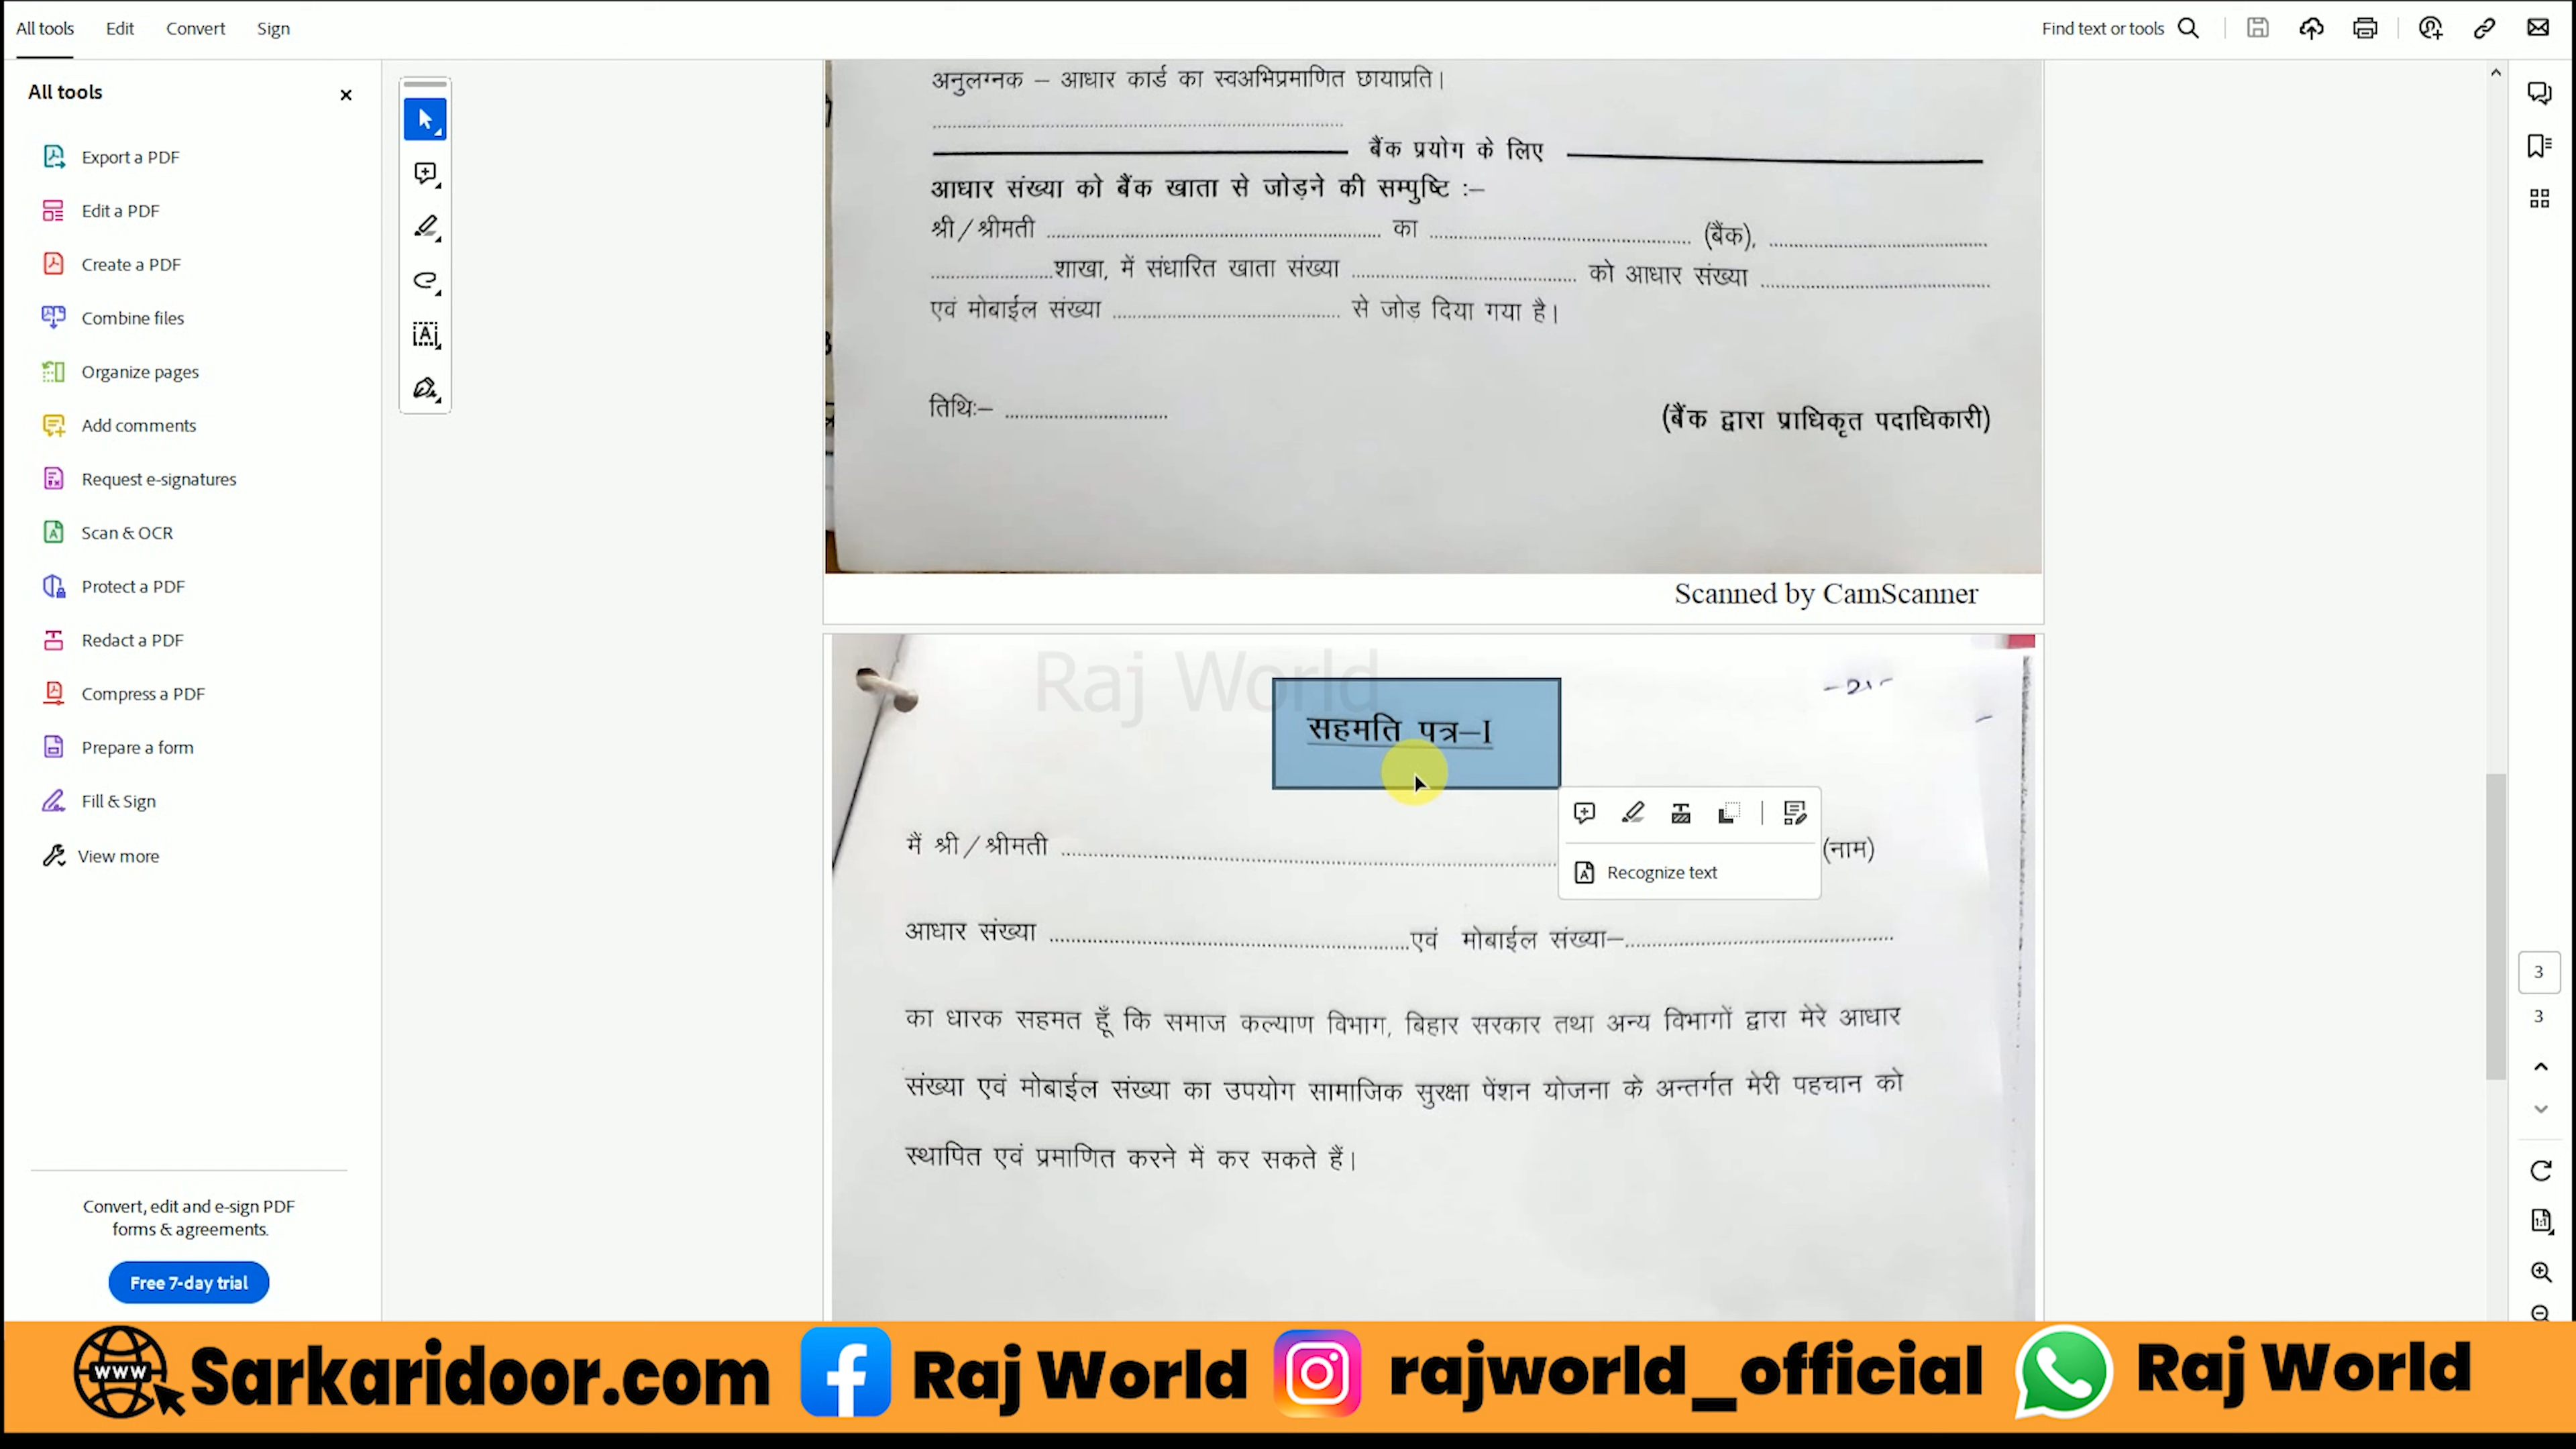 All tools Edit Convert Sign Find text or tools
All tools
Export a PDF
Edit a PDF
Create a PDF
Combine files
Organize pages
Add comments
Request e-signatures
Scan & OCR
Protect a PDF
Redact a PDF
Compress a PDF
Prepare a form
Fill & Sign
View more
Convert, edit and e-sign PDF
forms & agreements.
Free 7-day trial
अनुलग्नक – आधार कार्ड का स्वअभिप्रमाणित छायाप्रति।
बैंक प्रयोग के लिए
आधार संख्या को बैंक खाता से जोड़ने की सम्पुष्टि :–
श्री/श्रीमती ........................ का ........................ (बैंक), ........................
............शाखा, में संधारित खाता संख्या ........................ को आधार संख्या ........................
एवं मोबाईल संख्या ........................ से जोड़ दिया गया है।
तिथिः– ........................ (बैंक द्वारा प्राधिकृत पदाधिकारी)
Scanned by CamScanner
Raj World
सहमति पत्र–I
मैं श्री/श्रीमती ........................ (नाम)
Recognize text
आधार संख्या ........................एवं मोबाईल संख्या–........................
का धारक सहमत हूँ कि समाज कल्याण विभाग, बिहार सरकार तथा अन्य विभागों द्वारा मेरे आधार
संख्या एवं मोबाईल संख्या का उपयोग सामाजिक सुरक्षा पेंशन योजना के अन्तर्गत मेरी पहचान को
स्थापित एवं प्रमाणित करने में कर सकते हैं।
3
3
www Sarkaridoor.com Raj World rajworld_official Raj World